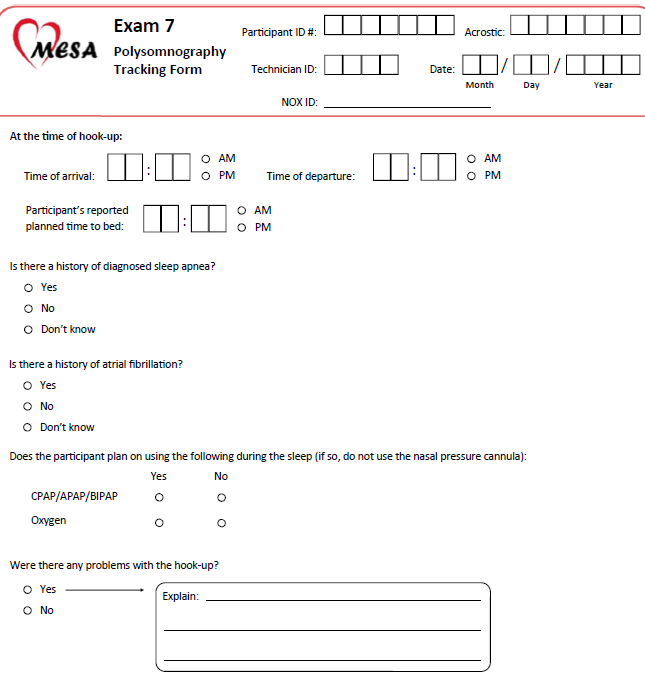 MESA
Exam 7
Polysomnography
Tracking Form
Participant ID #:
Acrostic:
Technician ID:
Date: / /
Month Day Year
NOX ID:
At the time of hook-up:
Time of arrival: : AM PM
Time of departure: : AM PM
Participant's reported
planned time to bed: : AM PM
Is there a history of diagnosed sleep apnea?
Yes
No
Don't know
Is there a history of atrial fibrillation?
Yes
No
Don't know
Does the participant plan on using the following during the sleep (if so, do not use the nasal pressure cannula):
Yes No
CPAP/APAP/BIPAP
Oxygen
Were there any problems with the hook-up?
Yes
No
Explain: